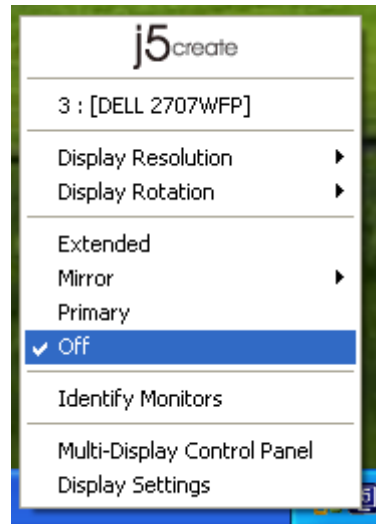 j5create
3 : [DELL 2707WFP]
Display Resolution
Display Rotation
Extended
Mirror
Primary
Off
Identify Monitors
Multi-Display Control Panel
Display Settings